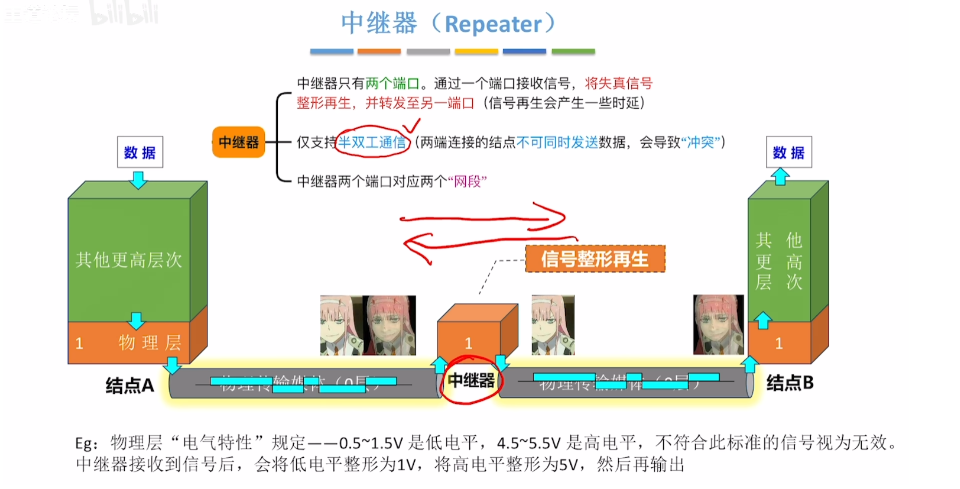 bilibili
中继器（Repeater）
中继器只有两个端口。通过一个端口接收信号，将失真信号
整形再生，并转发至另一端口（信号再生会产生一些时延）
中继器
仅支持半双工通信（两端连接的结点不可同时发送数据，会导致“冲突”）
中继器两个端口对应两个“网段”
数据
数据
其他更高层次
其他
更高
层次
信号整形再生
1 物理层
1
1
结点A
物理传输媒体（0层）
中继器
物理传输媒体（0层）
结点B
Eg：物理层“电气特性”规定——0.5~1.5V 是低电平，4.5~5.5V 是高电平，不符合此标准的信号视为无效。
中继器接收到信号后，会将低电平整形为1V，将高电平整形为5V，然后再输出